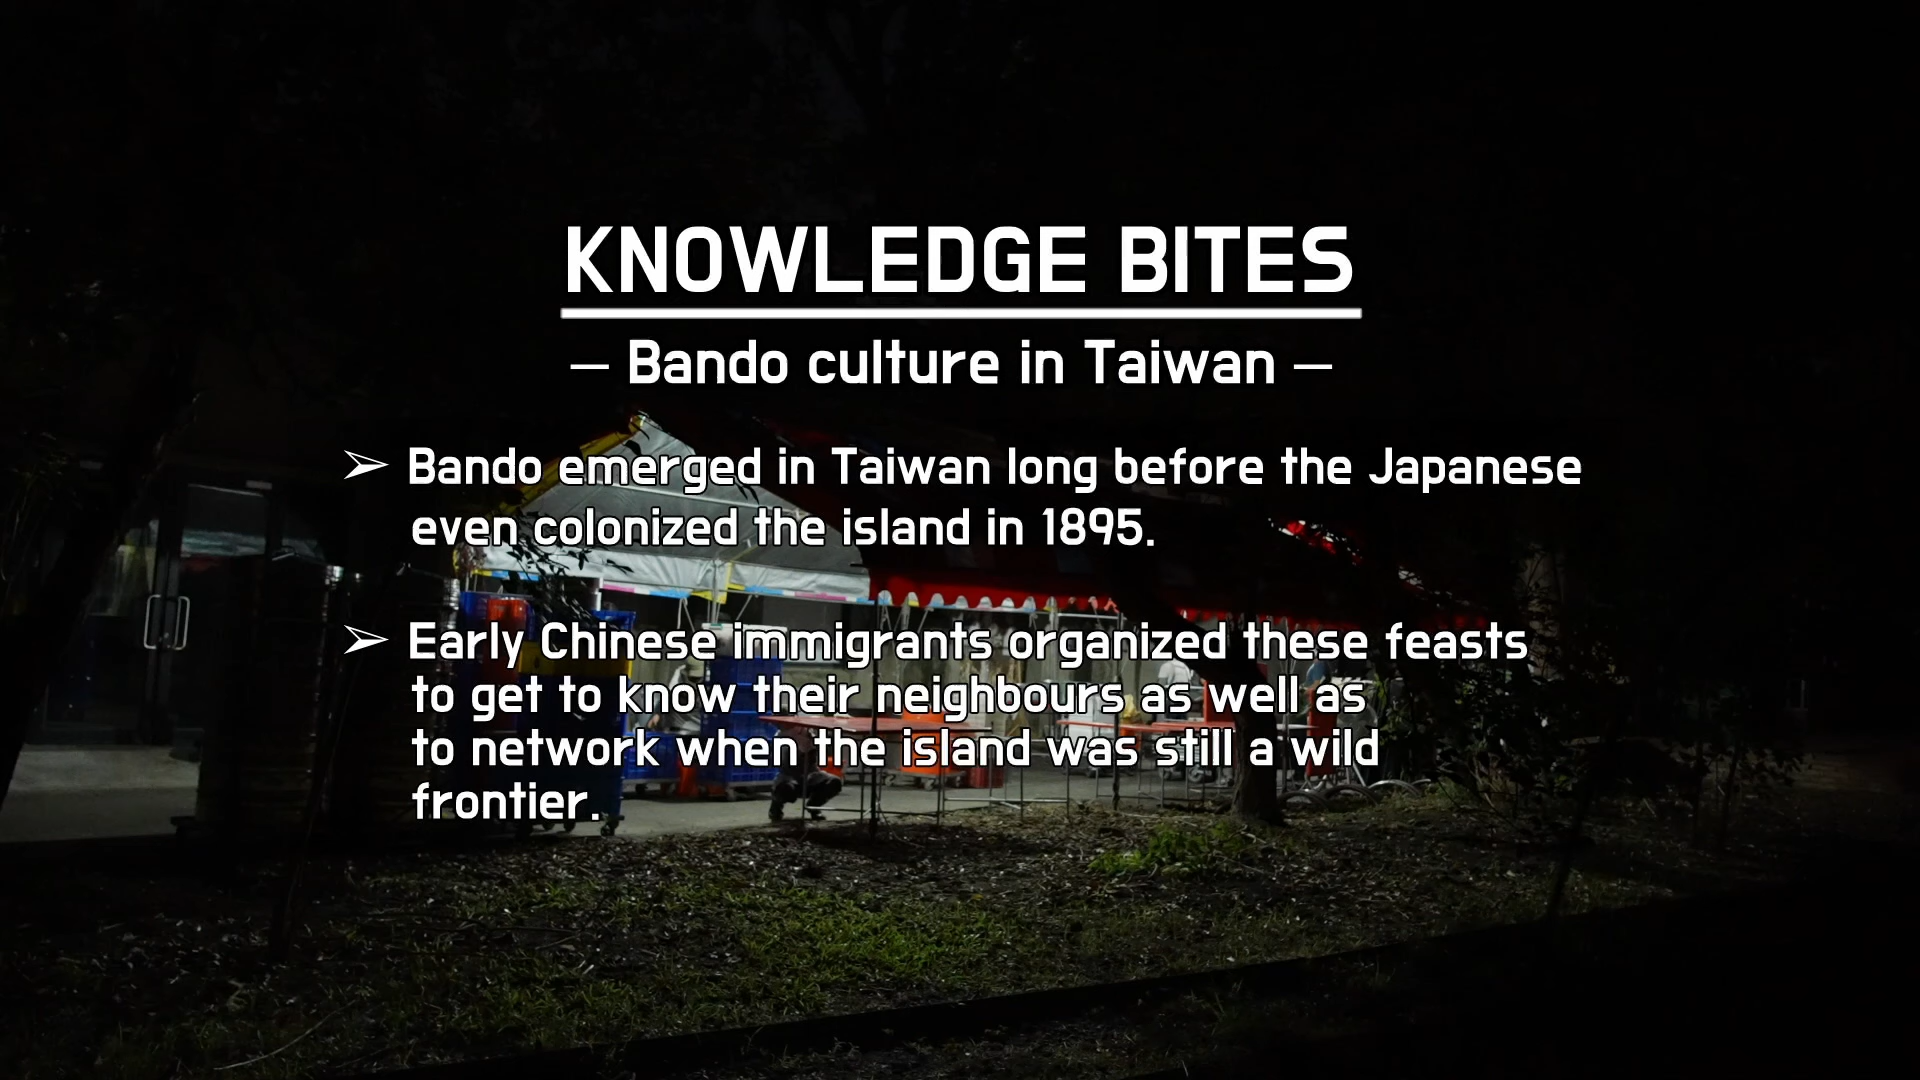 KNOWLEDGE BITES
– Bando culture in Taiwan –
➢ Bando emerged in Taiwan long before the Japanese
even colonized the island in 1895.
➢ Early Chinese immigrants organized these feasts
to get to know their neighbours as well as
to network when the island was still a wild
frontier.